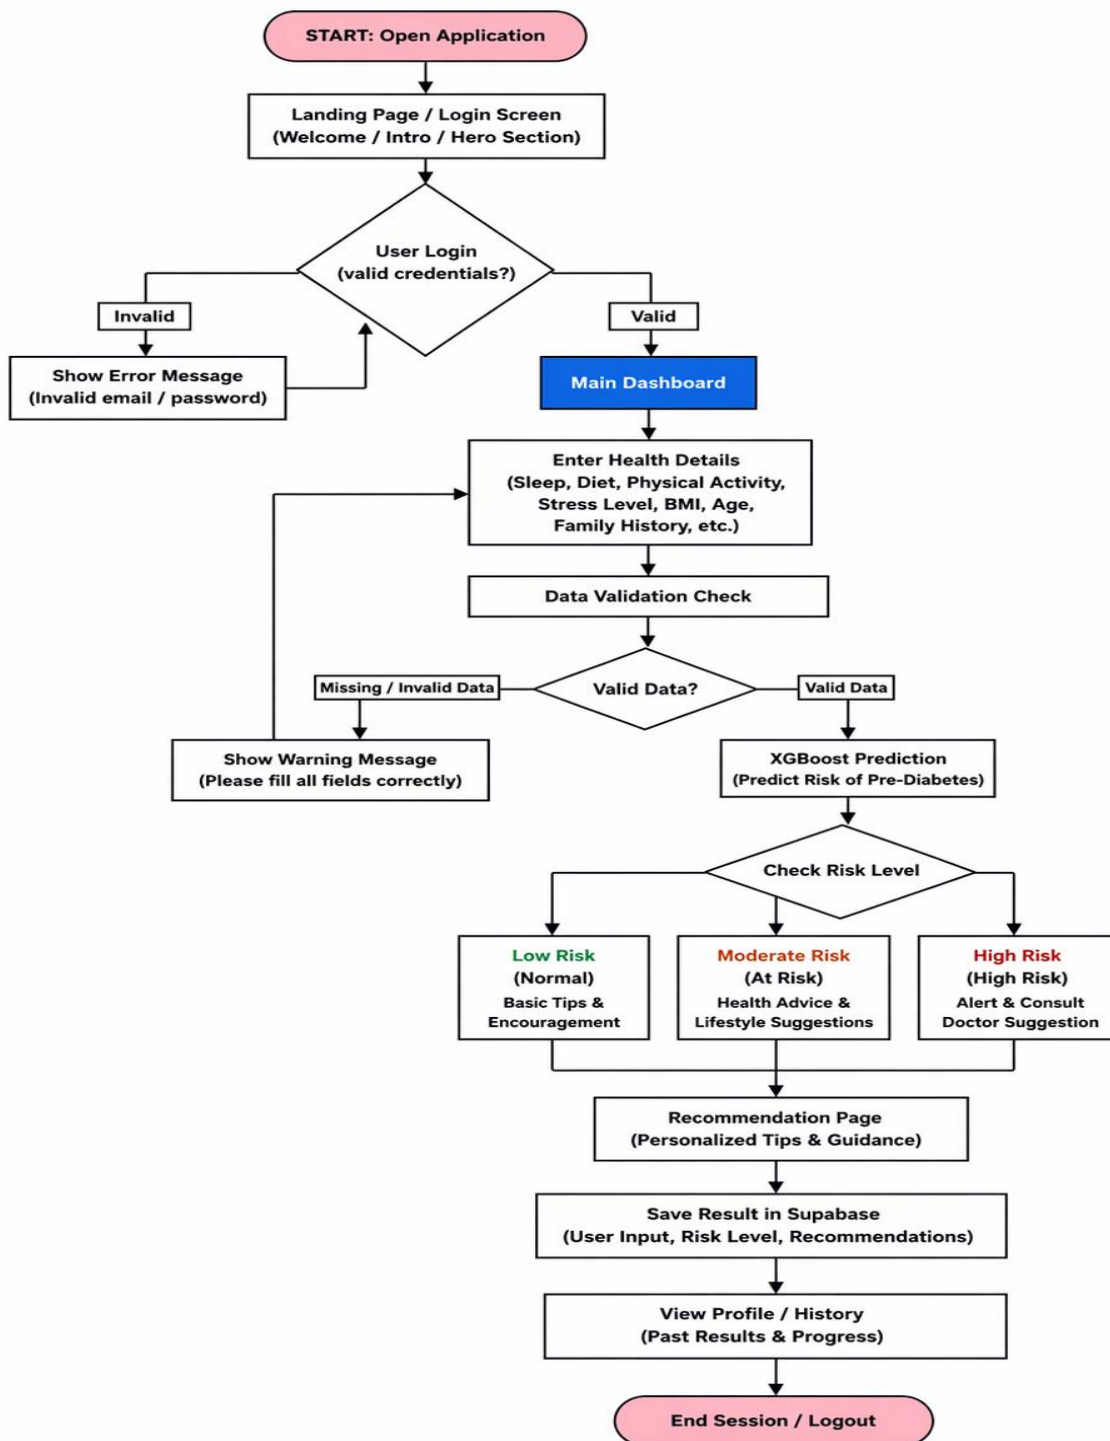 START: Open Application
Landing Page / Login Screen
(Welcome / Intro / Hero Section)
User Login
(valid credentials?)
Invalid
Valid
Show Error Message
(Invalid email / password)
Main Dashboard
Enter Health Details
(Sleep, Diet, Physical Activity,
Stress Level, BMI, Age,
Family History, etc.)
Data Validation Check
Missing / Invalid Data
Valid Data?
Valid Data
Show Warning Message
(Please fill all fields correctly)
XGBoost Prediction
(Predict Risk of Pre-Diabetes)
Check Risk Level
Low Risk
(Normal)
Basic Tips &
Encouragement
Moderate Risk
(At Risk)
Health Advice &
Lifestyle Suggestions
High Risk
(High Risk)
Alert & Consult
Doctor Suggestion
Recommendation Page
(Personalized Tips & Guidance)
Save Result in Supabase
(User Input, Risk Level, Recommendations)
View Profile / History
(Past Results & Progress)
End Session / Logout